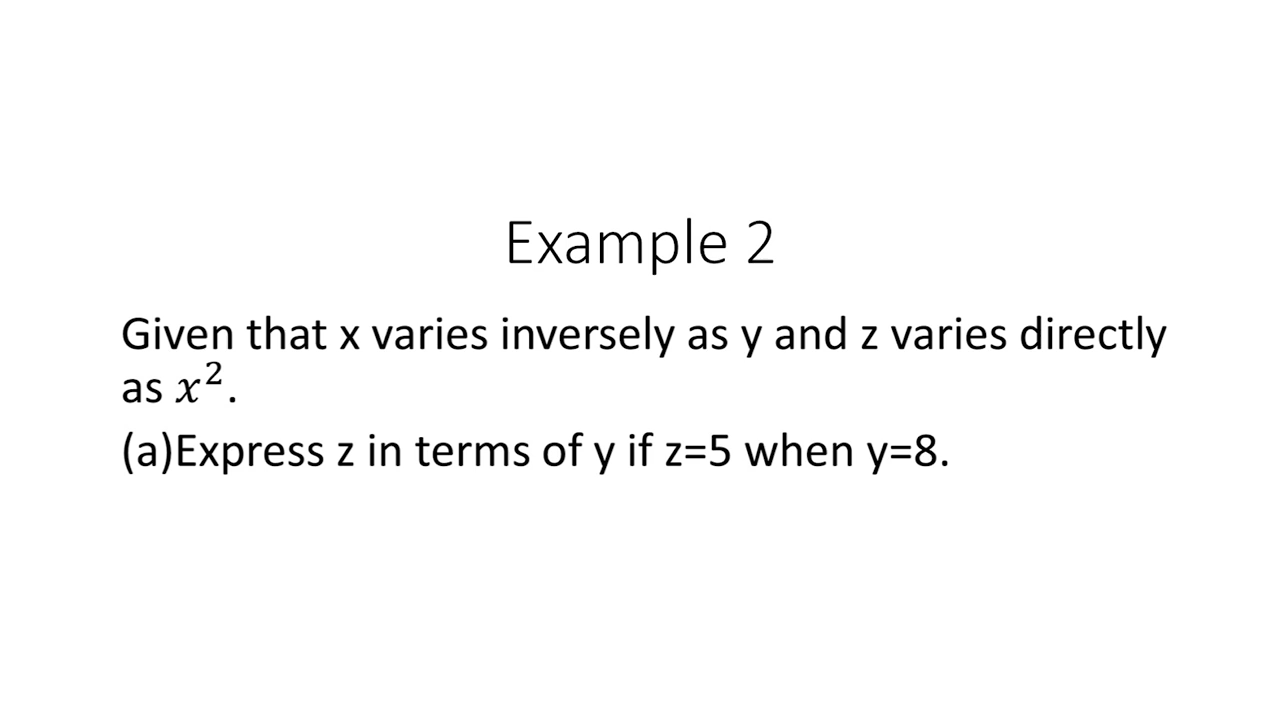 Example 2
Given that x varies inversely as y and z varies directly
as 𝑥².
(a)Express z in terms of y if z=5 when y=8.